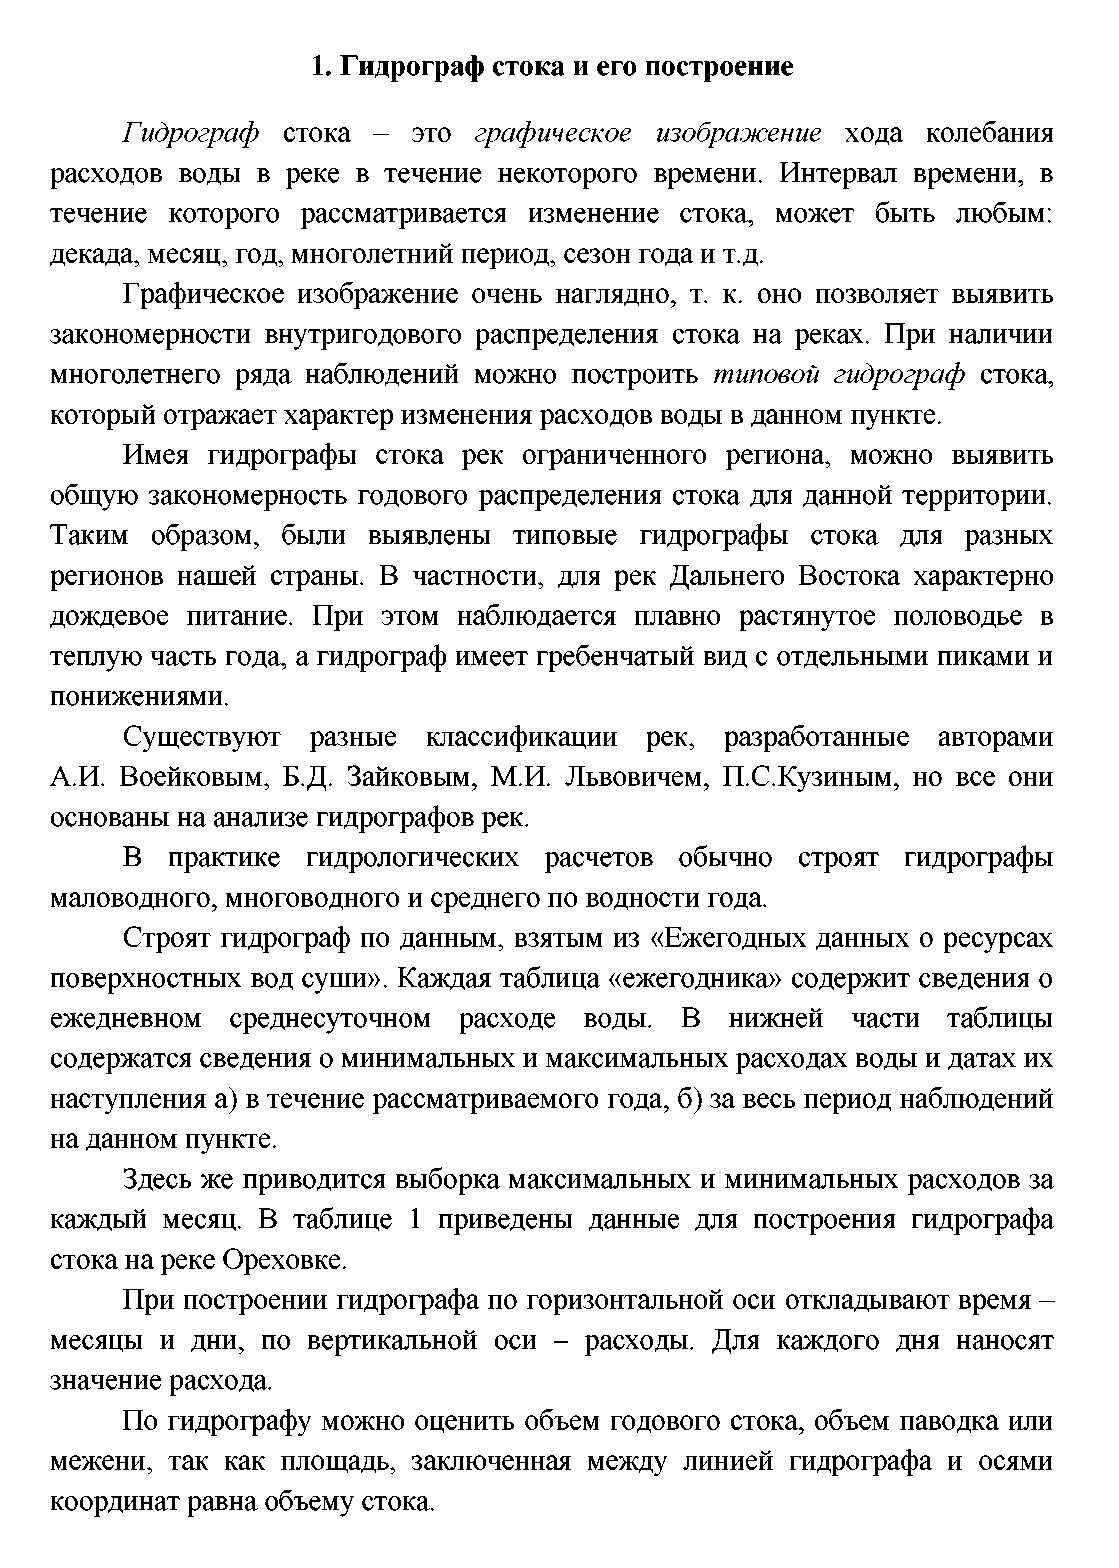 1. Гидрограф стока и его построение
Гидрограф стока – это графическое изображение хода колебания
расходов воды в реке в течение некоторого времени. Интервал времени, в
течение которого рассматривается изменение стока, может быть любым:
декада, месяц, год, многолетний период, сезон года и т.д.
Графическое изображение очень наглядно, т. к. оно позволяет выявить
закономерности внутригодового распределения стока на реках. При наличии
многолетнего ряда наблюдений можно построить типовой гидрограф стока,
который отражает характер изменения расходов воды в данном пункте.
Имея гидрографы стока рек ограниченного региона, можно выявить
общую закономерность годового распределения стока для данной территории.
Таким образом, были выявлены типовые гидрографы стока для разных
регионов нашей страны. В частности, для рек Дальнего Востока характерно
дождевое питание. При этом наблюдается плавно растянутое половодье в
теплую часть года, а гидрограф имеет гребенчатый вид с отдельными пиками и
понижениями.
Существуют разные классификации рек, разработанные авторами
А.И. Воейковым, Б.Д. Зайковым, М.И. Львовичем, П.С.Кузиным, но все они
основаны на анализе гидрографов рек.
В практике гидрологических расчетов обычно строят гидрографы
маловодного, многоводного и среднего по водности года.
Строят гидрограф по данным, взятым из «Ежегодных данных о ресурсах
поверхностных вод суши». Каждая таблица «ежегодника» содержит сведения о
ежедневном среднесуточном расходе воды. В нижней части таблицы
содержатся сведения о минимальных и максимальных расходах воды и датах их
наступления а) в течение рассматриваемого года, б) за весь период наблюдений
на данном пункте.
Здесь же приводится выборка максимальных и минимальных расходов за
каждый месяц. В таблице 1 приведены данные для построения гидрографа
стока на реке Ореховке.
При построении гидрографа по горизонтальной оси откладывают время –
месяцы и дни, по вертикальной оси – расходы. Для каждого дня наносят
значение расхода.
По гидрографу можно оценить объем годового стока, объем паводка или
межени, так как площадь, заключенная между линией гидрографа и осями
координат равна объему стока.